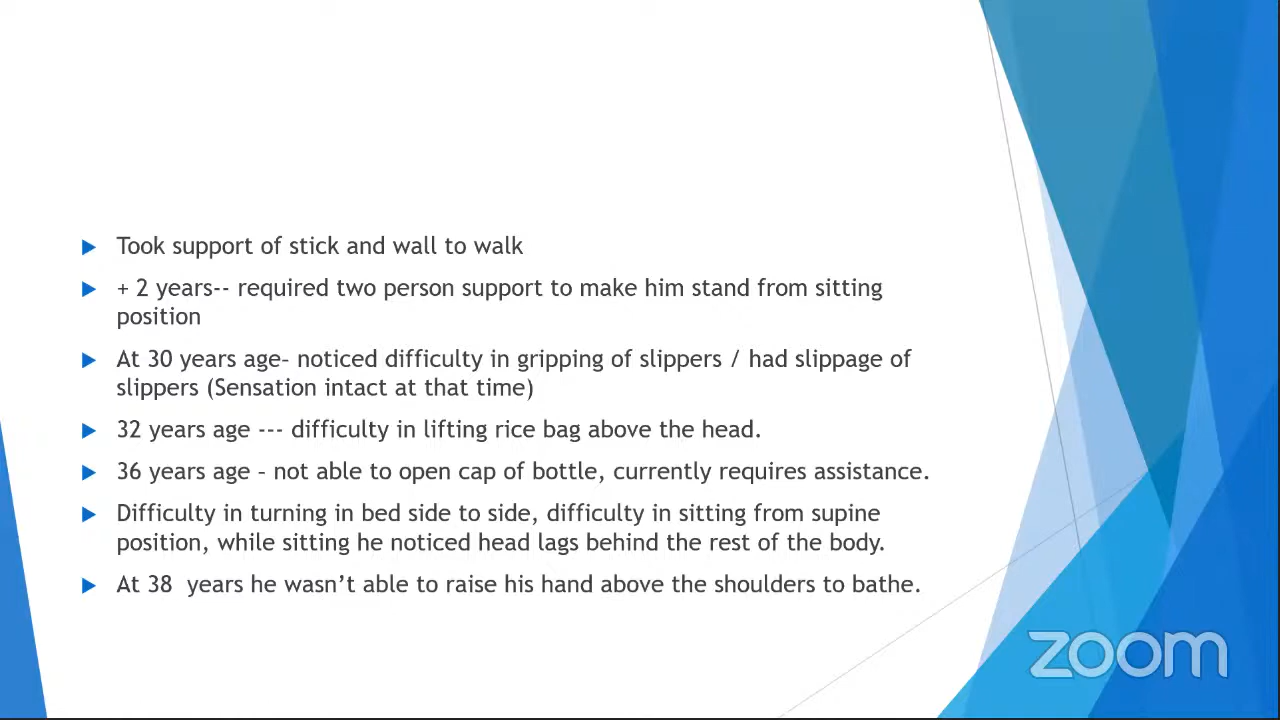 Took support of stick and wall to walk
+ 2 years-- required two person support to make him stand from sitting
position
At 30 years age– noticed difficulty in gripping of slippers / had slippage of
slippers (Sensation intact at that time)
32 years age --- difficulty in lifting rice bag above the head.
36 years age – not able to open cap of bottle, currently requires assistance.
Difficulty in turning in bed side to side, difficulty in sitting from supine
position, while sitting he noticed head lags behind the rest of the body.
At 38  years he wasn’t able to raise his hand above the shoulders to bathe.
zoom